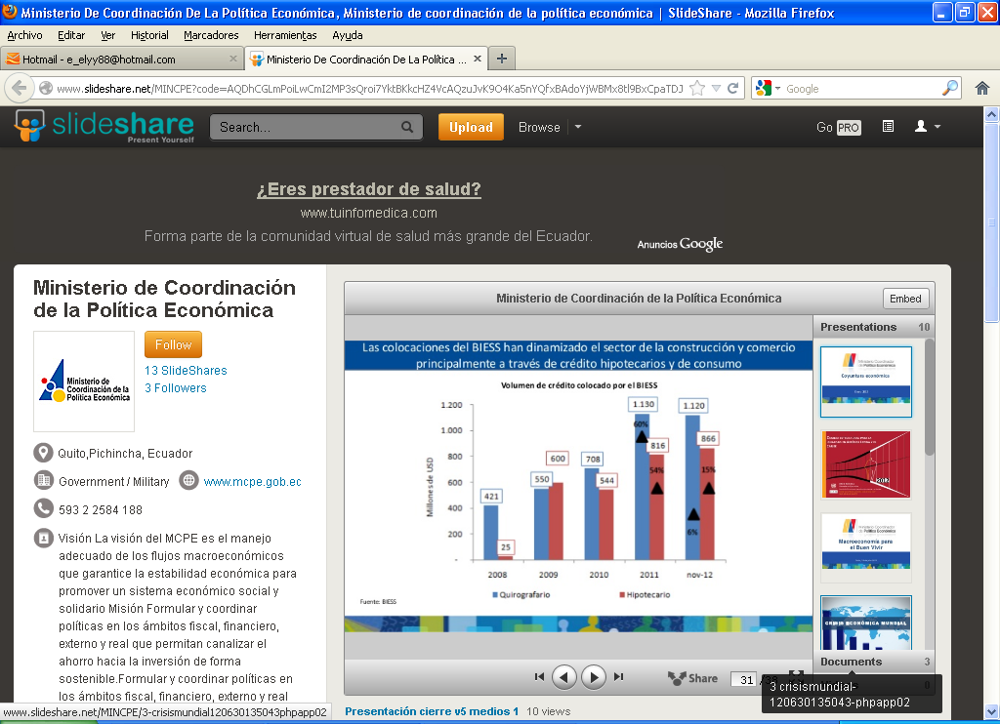 Ministerio De Coordinación De La Política Económica, Ministerio de coordinación de la política económica | SlideShare - Mozilla Firefox
Archivo Editar Ver Historial Marcadores Herramientas Ayuda
Hotmail - e_elyy88@hotmail.com
Ministerio De Coordinación De La Política ...
www.slideshare.net/MINCPE?code=AQDhCGLmPoiLwCmI2MP3sQroi7YktBKkcHZ4VcAQzuJvK9O4Ka5nYQfxBAdoYjWBMx8tl9BxCpaTDJ
Google
slideshare
Present Yourself
Search...
Upload
Browse
Go PRO
¿Eres prestador de salud?
www.tuinfomedica.com
Forma parte de la comunidad virtual de salud más grande del Ecuador.
Anuncios Google
Ministerio de Coordinación
de la Política Económica
Ministerio de
Coordinación de la
Política Económica
Follow
13 SlideShares
3 Followers
Quito,Pichincha, Ecuador
Government / Military
www.mcpe.gob.ec
593 2 2584 188
Visión La visión del MCPE es el manejo
adecuado de los flujos macroeconómicos
que garantice la estabilidad económica para
promover un sistema económico social y
solidario Misión Formular y coordinar
políticas en los ámbitos fiscal, financiero,
externo y real que permitan canalizar el
ahorro hacia la inversión de forma
sostenible.Formular y coordinar políticas en
los ámbitos fiscal, financiero, externo y real
www.slideshare.net/MINCPE/3-crisismundial120630135043phpapp02
Ministerio de Coordinación de la Política Económica
Embed
Las colocaciones del BIESS han dinamizado el sector de la construcción y comercio
principalmente a través de crédito hipotecarios y de consumo
Volumen de crédito colocado por el BIESS
Millones de USD
1.200
1.000
800
600
400
200
-
421
25
550
600
708
544
1.130
60%
816
54%
1.120
6%
866
15%
2008 2009 2010 2011 nov-12
Quirografario Hipotecario
Fuente: BIESS
Share
31
Presentación cierre v5 medios 1 10 views
Presentations 10
Coyuntura económica
Macroeconomía para
el Buen Vivir
CRISIS ECONÓMICA MUNDIAL
Documents 3
3 crisismundial-
120630135043-phpapp02